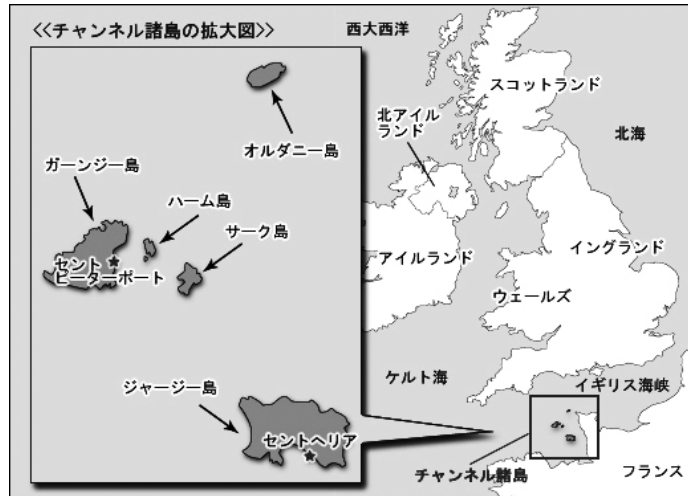 ≪チャンネル諸島の拡大図≫
オルダニー島
ガーンジー島
ハーム島
サーク島
セント
ピーターポート
ジャージー島
セントヘリア
西大西洋
スコットランド
北アイル
ランド
北海
アイルランド
イングランド
ウェールズ
ケルト海
イギリス海峡
チャンネル諸島
フランス